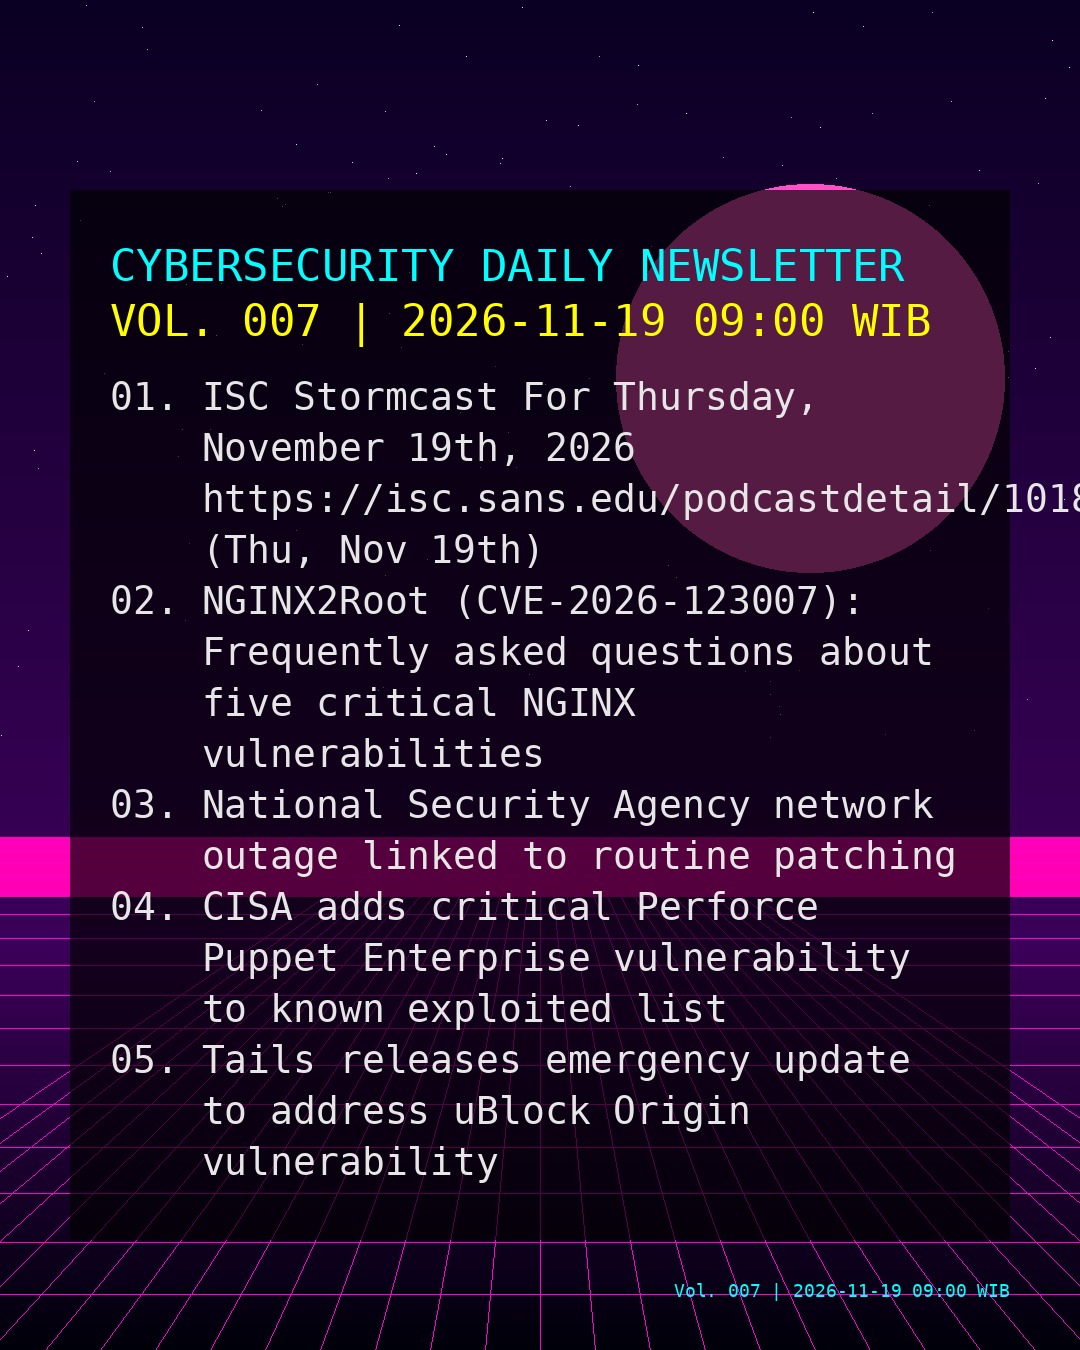 CYBERSECURITY DAILY NEWSLETTER
VOL. 007 | 2026-11-19 09:00 WIB
01. ISC Stormcast For Thursday,
November 19th, 2026
https://isc.sans.edu/podcastdetail/1018
(Thu, Nov 19th)
02. NGINX2Root (CVE-2026-123007):
Frequently asked questions about
five critical NGINX
vulnerabilities
03. National Security Agency network
outage linked to routine patching
04. CISA adds critical Perforce
Puppet Enterprise vulnerability
to known exploited list
05. Tails releases emergency update
to address uBlock Origin
vulnerability
Vol. 007 | 2026-11-19 09:00 WIB